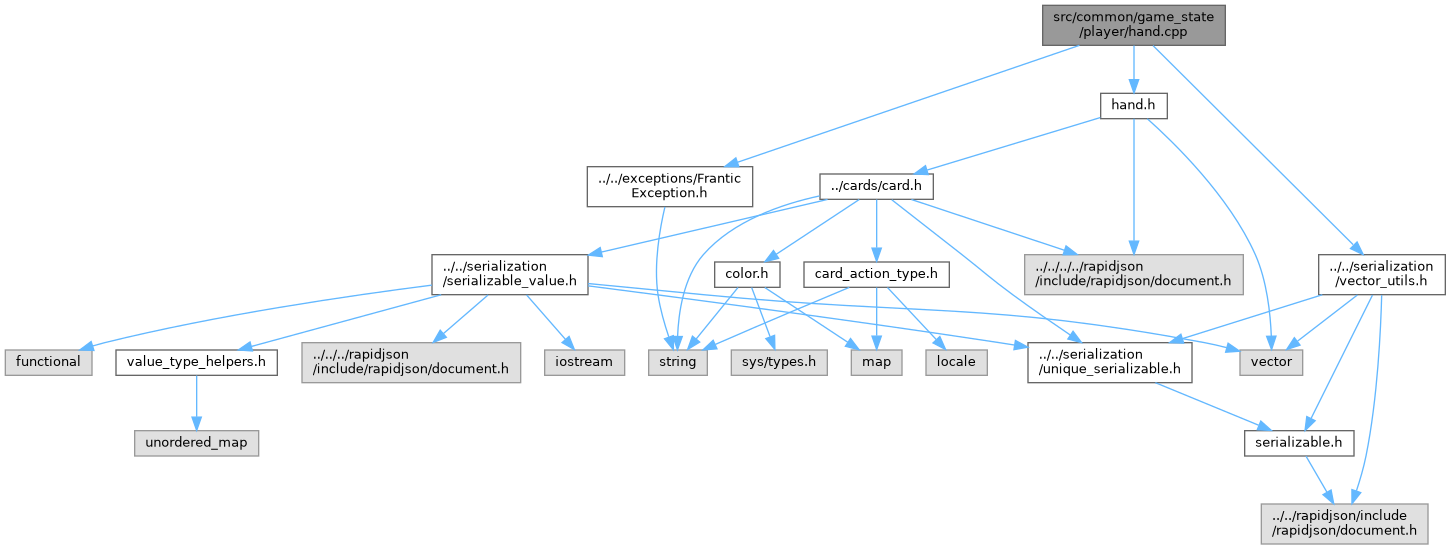 src/common/game_state
/player/hand.cpp
hand.h
../../exceptions/Frantic
Exception.h
../cards/card.h
../../serialization
/serializable_value.h
color.h
card_action_type.h
../../../../rapidjson
/include/rapidjson/document.h
../../serialization
/vector_utils.h
functional
value_type_helpers.h
../../../rapidjson
/include/rapidjson/document.h
iostream
string
sys/types.h
map
locale
../../serialization
/unique_serializable.h
vector
unordered_map
serializable.h
../../rapidjson/include
/rapidjson/document.h